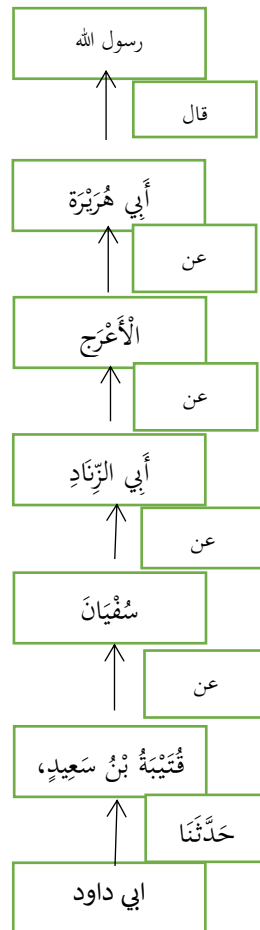 رسول الله
قال
أَبِي هُرَيْرَة
عن
الْأَعْرَج
عن
أَبِي الزِّنَادِ
عن
سُفْيَانَ
عن
قُتَيْبَةُ بْنُ سَعِيدٍ،
حَدَّثَنَا
ابي داود